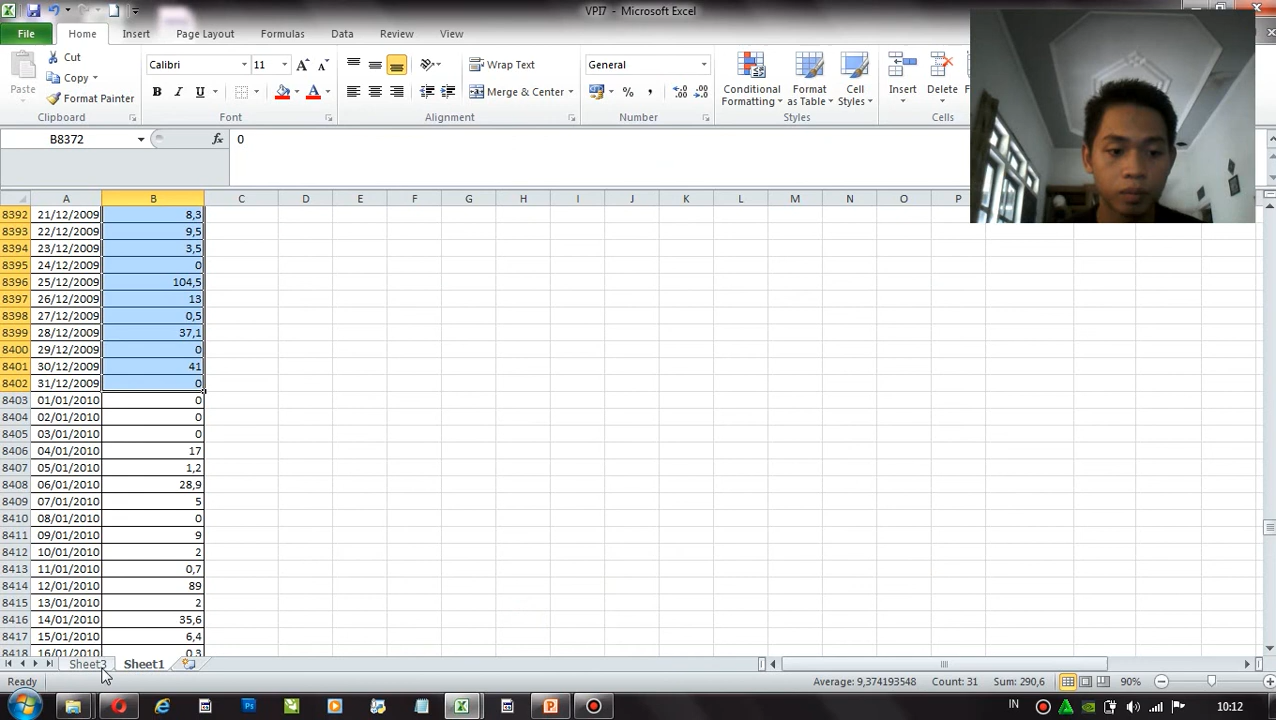 VPI7 - Microsoft Excel
File Home Insert Page Layout Formulas Data Review View
Paste Cut Copy Format Painter
Calibri 11 Wrap Text Merge & Center General
Conditional Formatting Format as Table Cell Styles Insert Delete
Clipboard Font Alignment Number Styles Cells
B8372 fx 0
A B C D E F G H I J K L M N O P
8392 21/12/2009 8,3
8393 22/12/2009 9,5
8394 23/12/2009 3,5
8395 24/12/2009 0
8396 25/12/2009 104,5
8397 26/12/2009 13
8398 27/12/2009 0,5
8399 28/12/2009 37,1
8400 29/12/2009 0
8401 30/12/2009 41
8402 31/12/2009 0
8403 01/01/2010 0
8404 02/01/2010 0
8405 03/01/2010 0
8406 04/01/2010 17
8407 05/01/2010 1,2
8408 06/01/2010 28,9
8409 07/01/2010 5
8410 08/01/2010 0
8411 09/01/2010 9
8412 10/01/2010 2
8413 11/01/2010 0,7
8414 12/01/2010 89
8415 13/01/2010 2
8416 14/01/2010 35,6
8417 15/01/2010 6,4
8418 16/01/2010 0,3
Sheet3 Sheet1
Ready Average: 9,374193548 Count: 31 Sum: 290,6 90%
IN 10:12